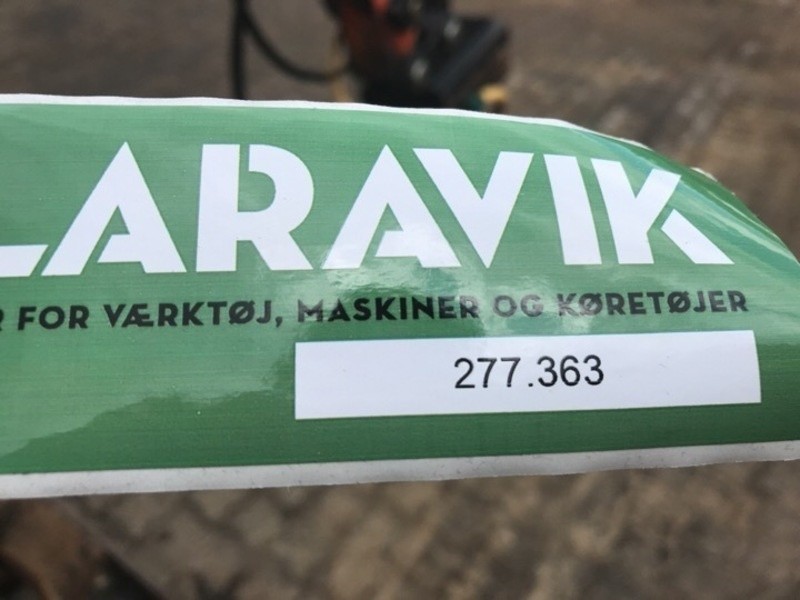 LARAVIK
R FOR VÆRKTØJ, MASKINER OG KØRETØJER
277.363